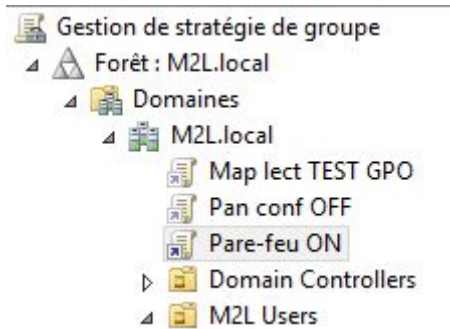 Gestion de stratégie de groupe
Forêt : M2L.local
Domaines
M2L.local
Map lect TEST GPO
Pan conf OFF
Pare-feu ON
Domain Controllers
M2L Users